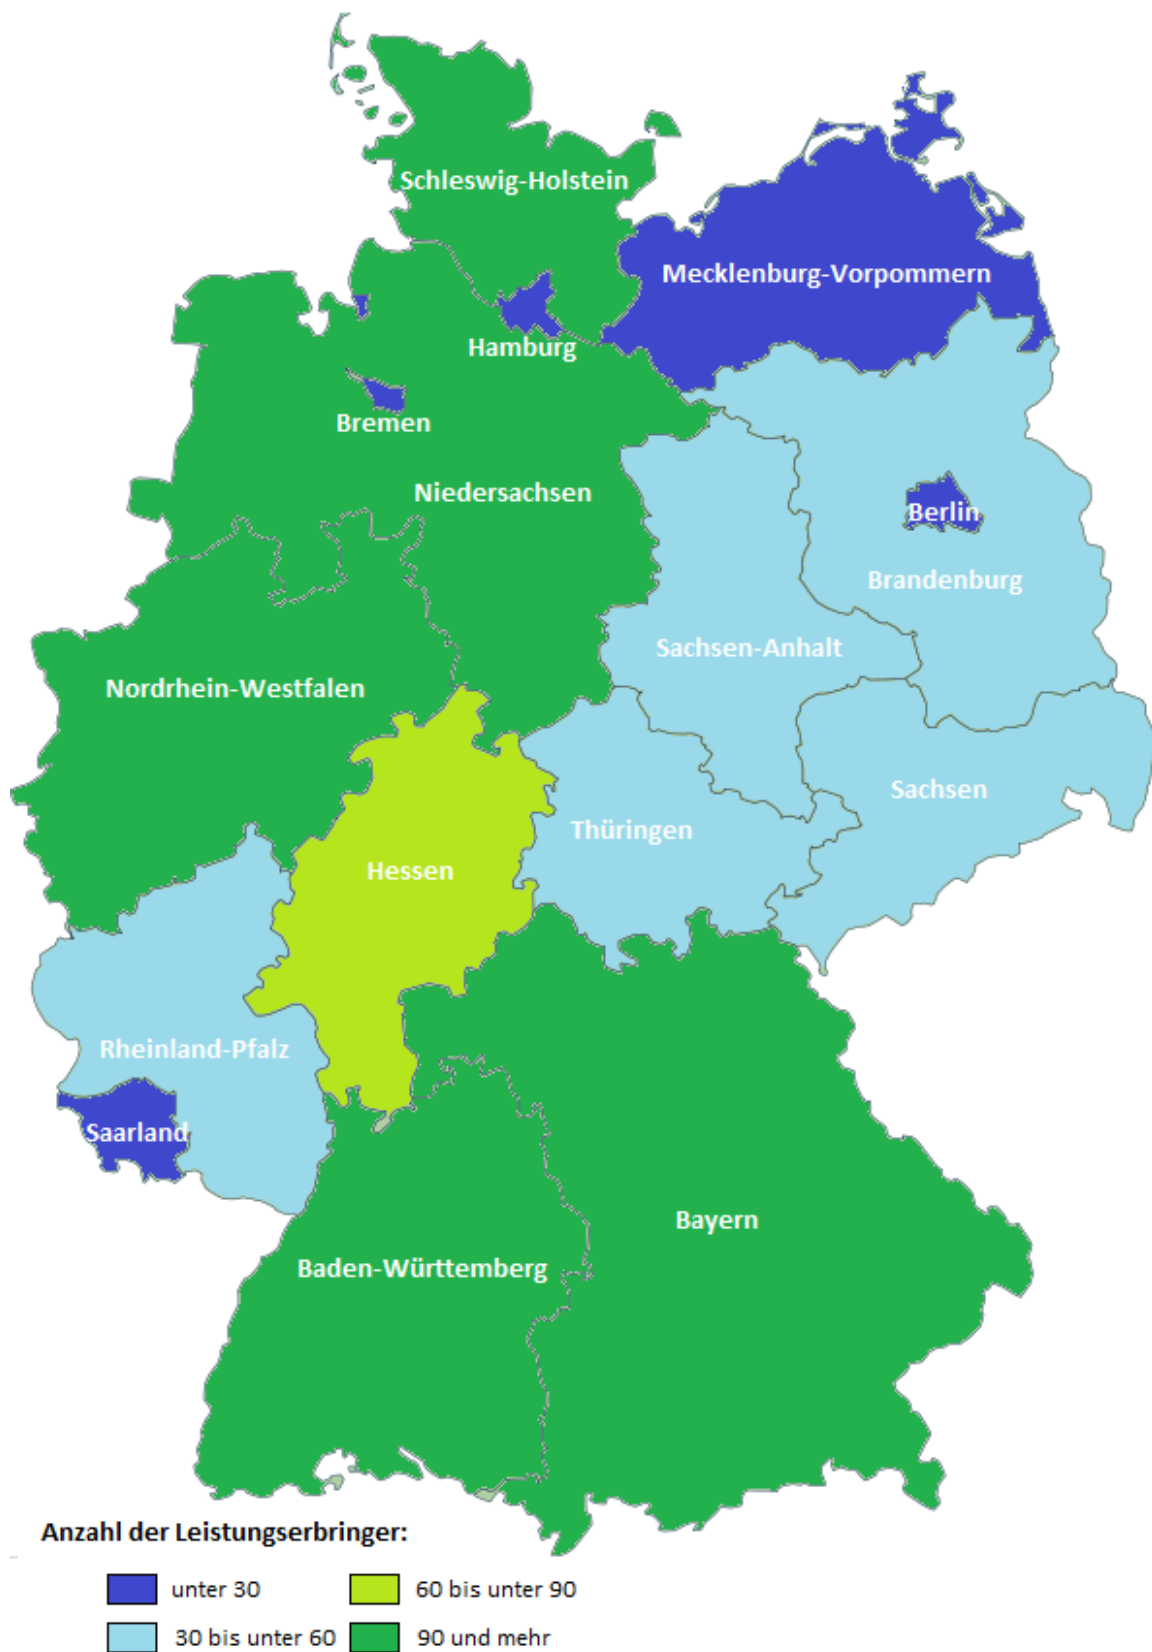 Schleswig-Holstein
Mecklenburg-Vorpommern
Hamburg
Bremen
Niedersachsen
Berlin
Brandenburg
Sachsen-Anhalt
Nordrhein-Westfalen
Sachsen
Thüringen
Hessen
Rheinland-Pfalz
Saarland
Bayern
Baden-Württemberg
Anzahl der Leistungserbringer:
unter 30
60 bis unter 90
30 bis unter 60
90 und mehr